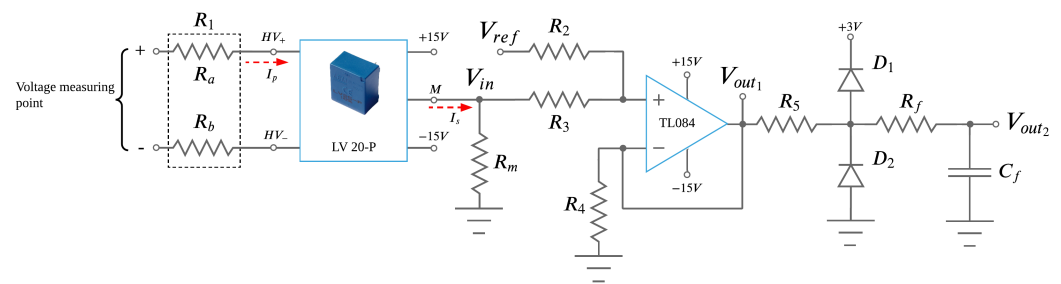 R1
HV+
+15V
Vref
R2
+3V
D1
+
Ra
Ip
Vin
+15V
Vout1
Voltage measuring
point
M
Is
R3
+
TL084
R5
Rf
Vout2
Rb
HV−
-
LV 20-P
−15V
Rm
−
−15V
D2
Cf
R4